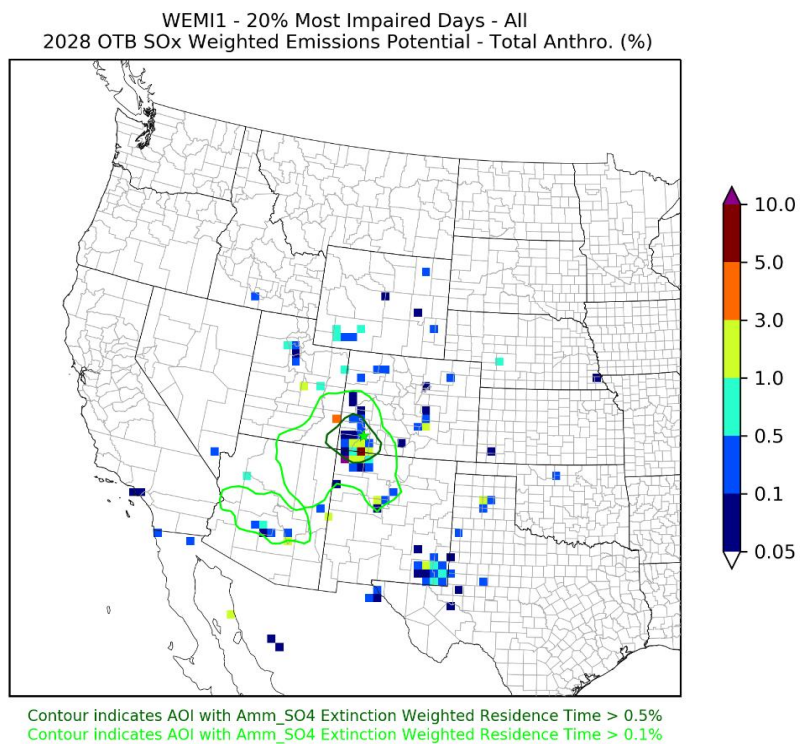 WEMI1 - 20% Most Impaired Days - All
2028 OTB SOx Weighted Emissions Potential - Total Anthro. (%)
10.0
5.0
3.0
1.0
0.5
0.1
0.05
Contour indicates AOI with Amm_SO4 Extinction Weighted Residence Time > 0.5%
Contour indicates AOI with Amm_SO4 Extinction Weighted Residence Time > 0.1%